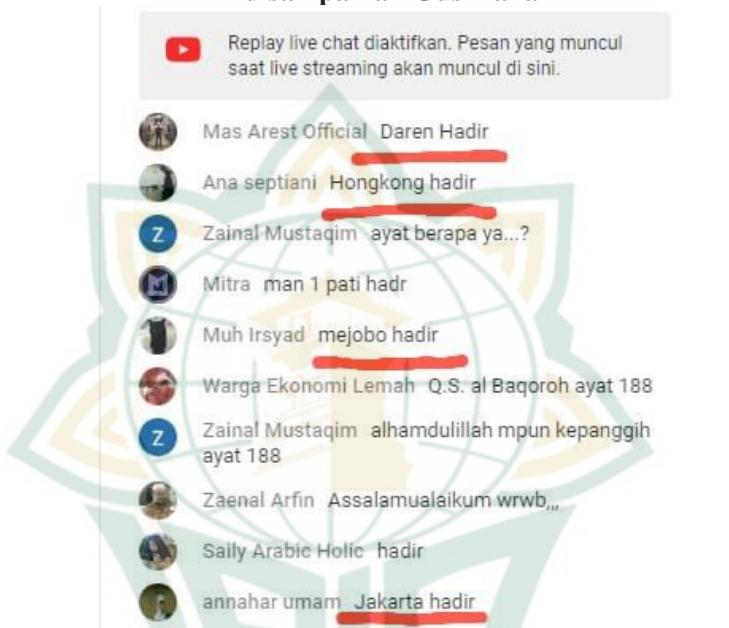 Replay live chat diaktifkan. Pesan yang muncul
saat live streaming akan muncul di sini.
Mas Arest Official Daren Hadir
Ana septiani Hongkong hadir
Z Zainal Mustaqim ayat berapa ya...?
Mitra man 1 pati hadr
Muh Irsyad mejobo hadir
Warga Ekonomi Lemah Q.S. al Baqoroh ayat 188
Z Zainal Mustaqim alhamdulillah mpun kepanggih
ayat 188
Zaenal Arfin Assalamualaikum wrwb,,,
Saily Arabic Holic hadir
annahar umam Jakarta hadir